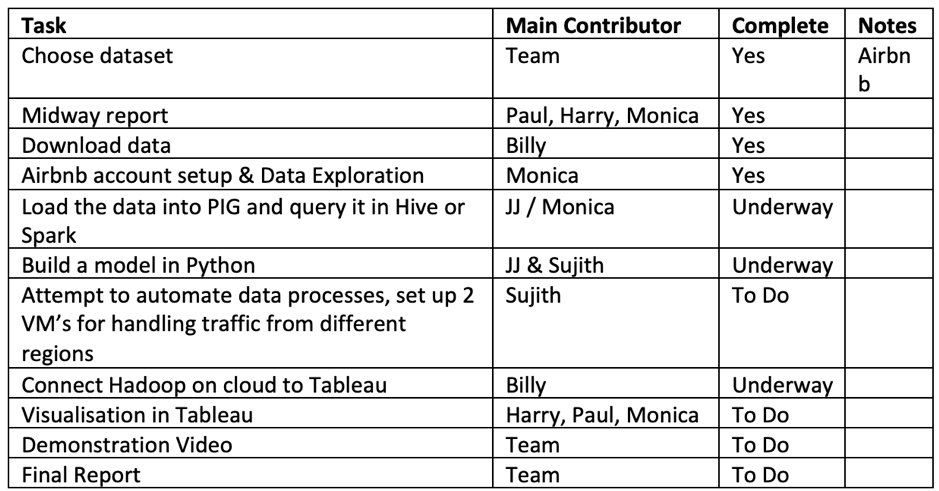 Task Main Contributor Complete Notes
Choose dataset Team Yes Airbn
b
Midway report Paul, Harry, Monica Yes
Download data Billy Yes
Airbnb account setup & Data Exploration Monica Yes
Load the data into PIG and query it in Hive or JJ / Monica Underway
Spark
Build a model in Python JJ & Sujith Underway
Attempt to automate data processes, set up 2 Sujith To Do
VM’s for handling traffic from different
regions
Connect Hadoop on cloud to Tableau Billy Underway
Visualisation in Tableau Harry, Paul, Monica To Do
Demonstration Video Team To Do
Final Report Team To Do